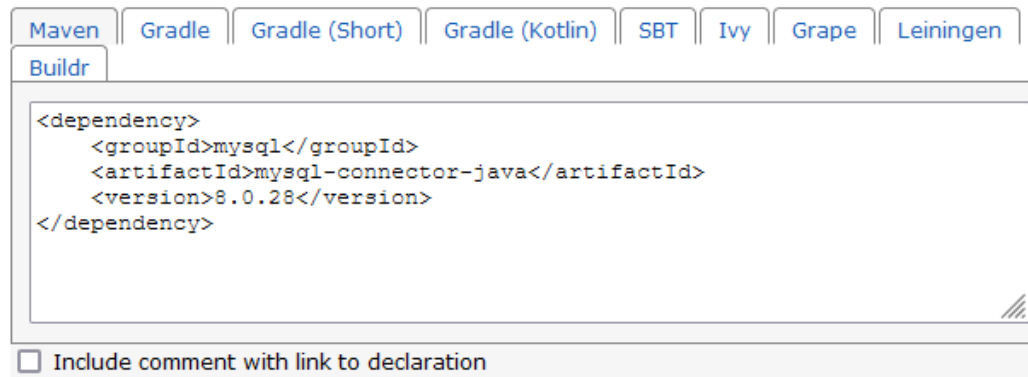 Maven Gradle Gradle (Short) Gradle (Kotlin) SBT Ivy Grape Leiningen
Buildr
<dependency>
    <groupId>mysql</groupId>
    <artifactId>mysql-connector-java</artifactId>
    <version>8.0.28</version>
</dependency>
Include comment with link to declaration